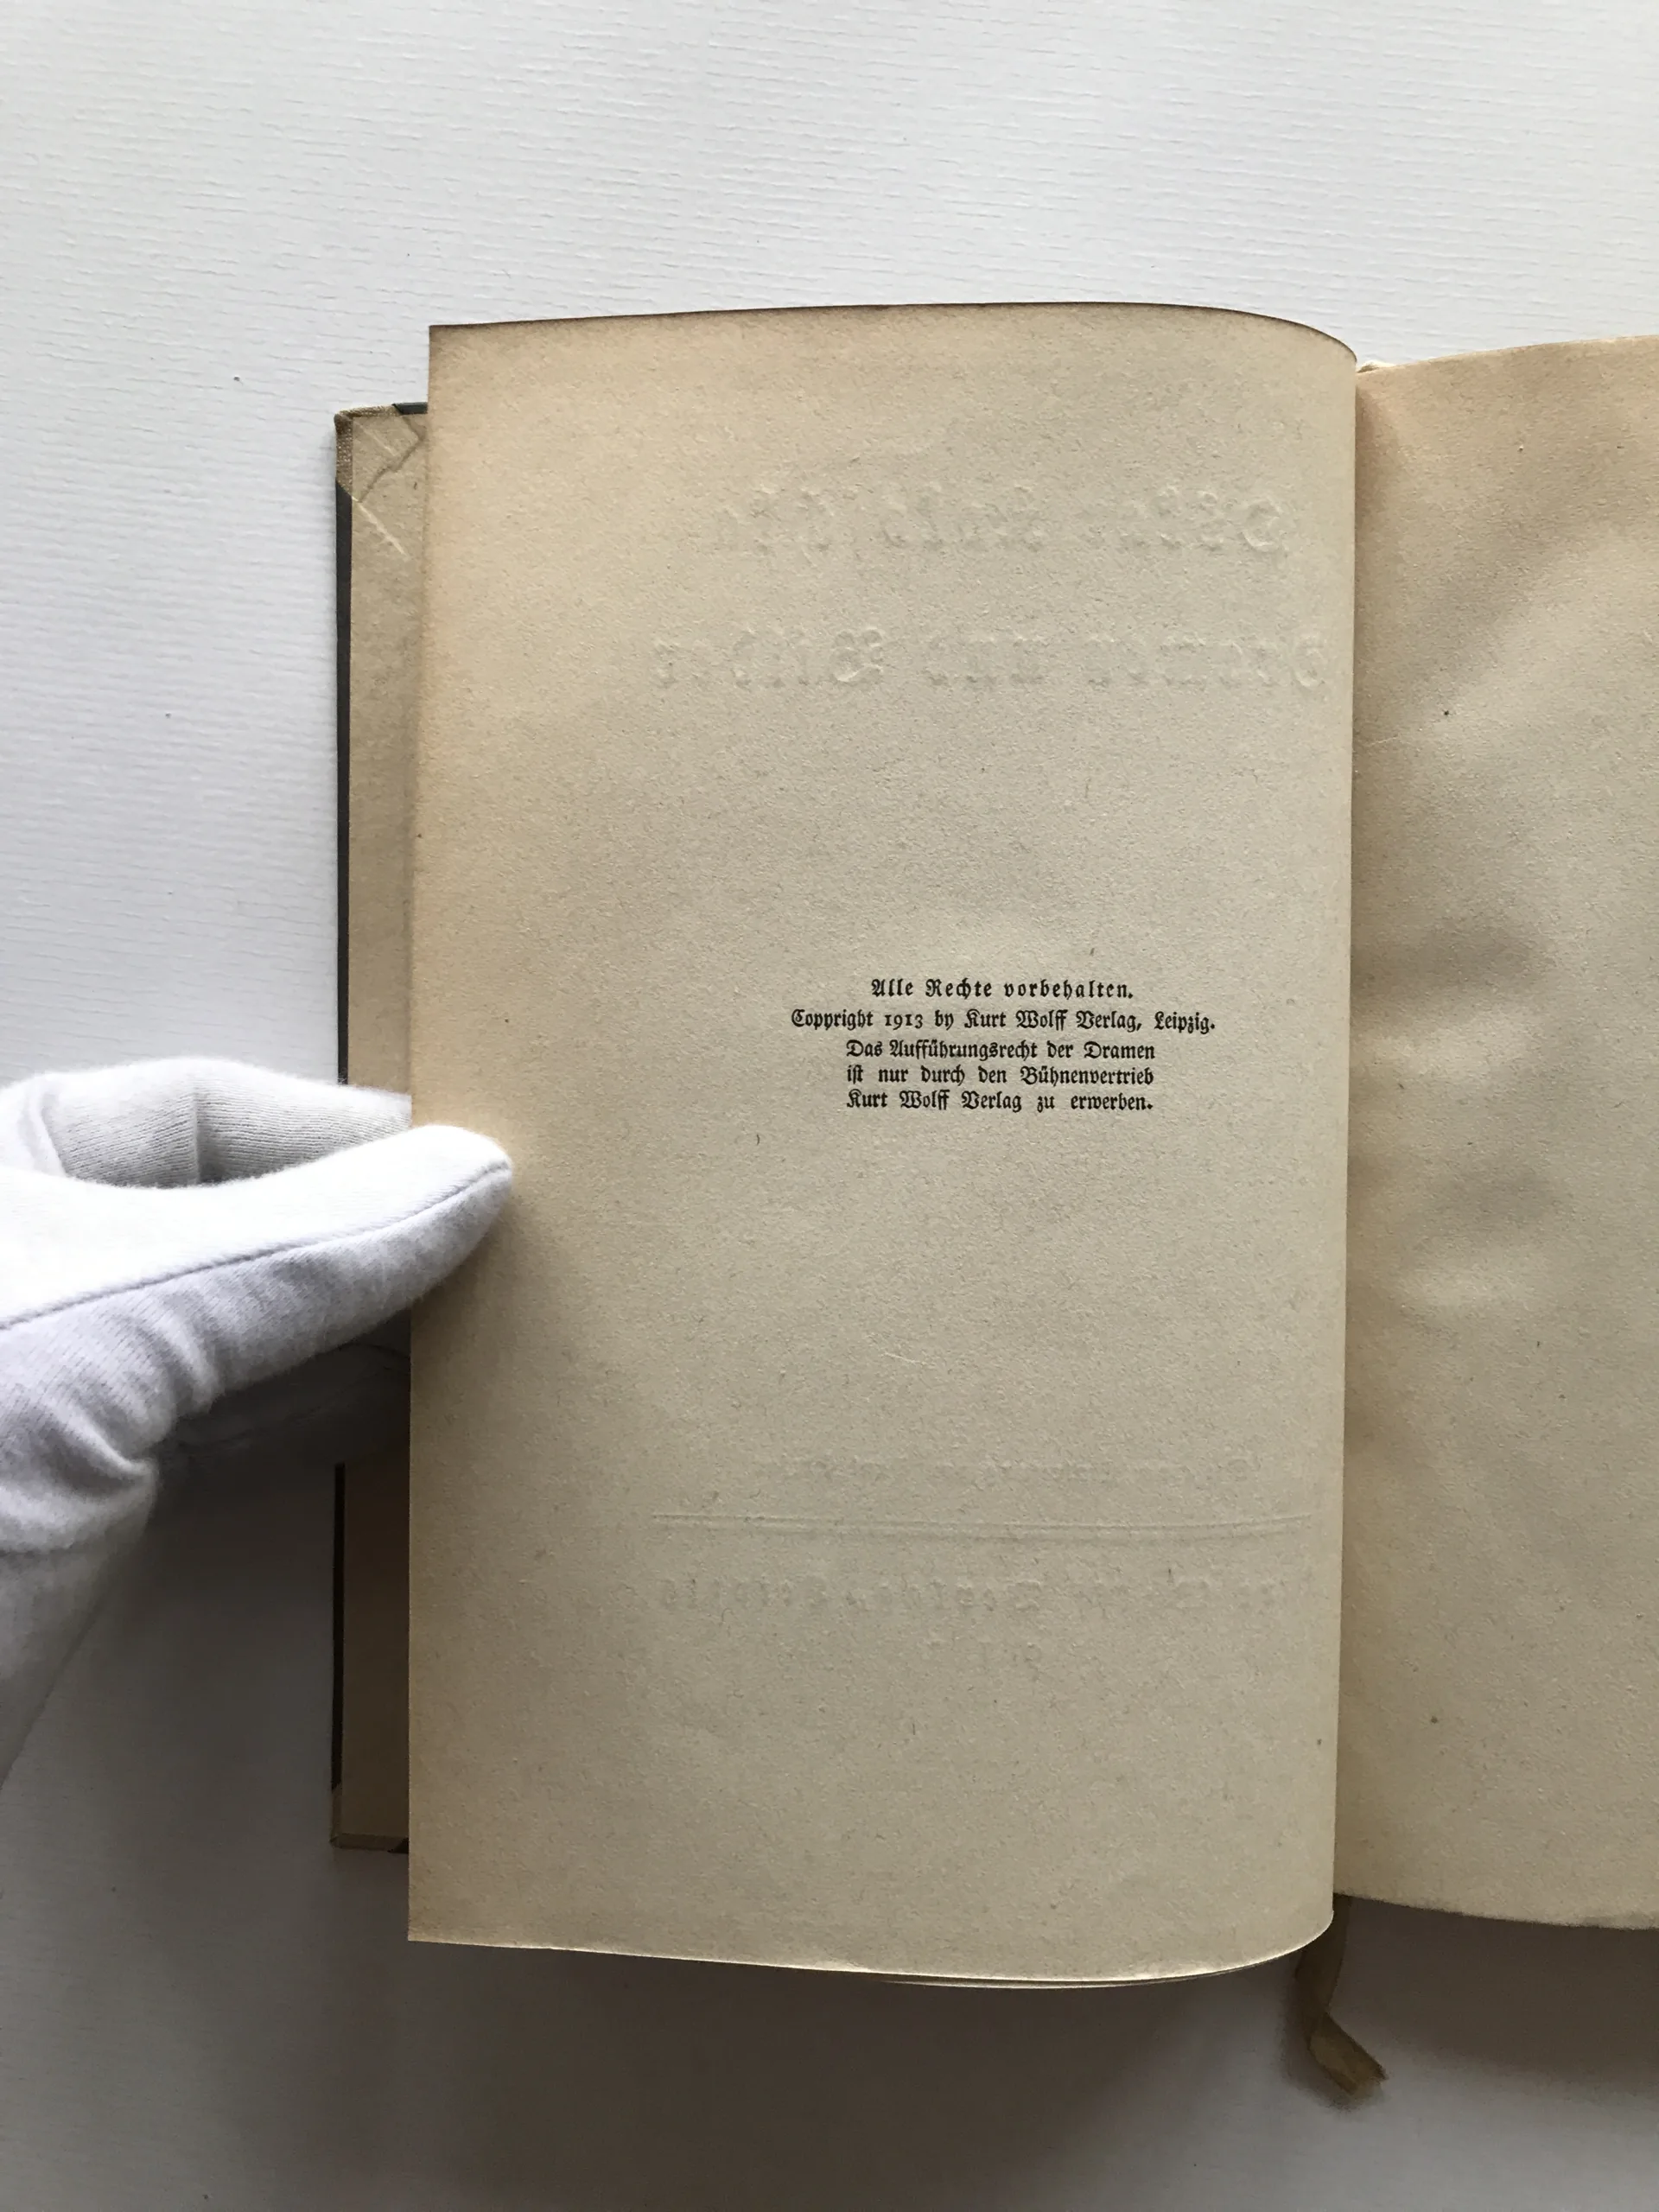 Alle Rechte vorbehalten.
Copyright 1913 by Kurt Wolff Verlag, Leipzig.
Das Aufführungsrecht der Dramen
ist nur durch den Bühnenvertrieb
Kurt Wolff Verlag zu erwerben.